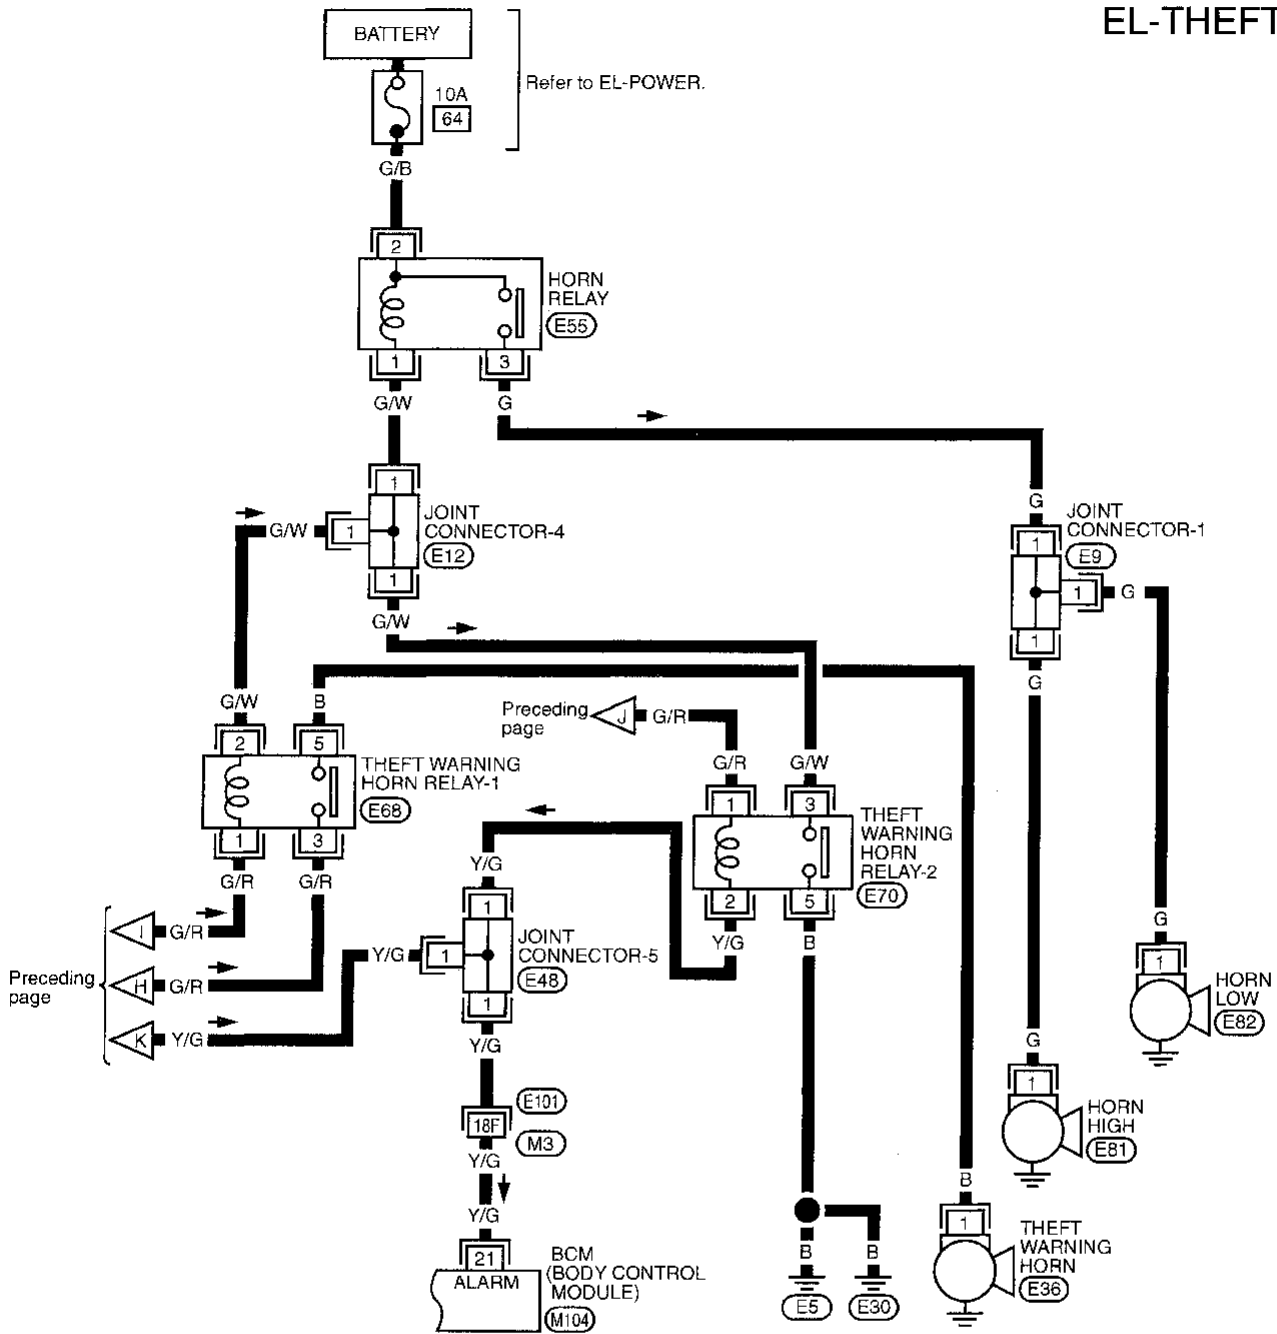 EL-THEFT
BATTERY
Refer to EL-POWER.
10A
64
G/B
2
HORN
RELAY
E55
1
3
G/W
G
1
G
G/W
1
JOINT
CONNECTOR-4
E12
1
JOINT
CONNECTOR-1
E9
1
1
G
1
G/W
G
G/W
B
Preceding
page
J
G/R
G/R
G/W
2
5
THEFT WARNING
HORN RELAY-1
E68
1
3
1
3
THEFT
WARNING
HORN
RELAY-2
E70
G/R
G/R
Y/G
2
5
1
Y/G
B
I
G/R
Y/G
1
JOINT
CONNECTOR-5
E48
G
1
HORN
LOW
E82
Preceding
page
H
G/R
1
K
Y/G
Y/G
G
1
HORN
HIGH
E81
E101
18F
M3
Y/G
Y/G
B
1
THEFT
WARNING
HORN
E36
21
ALARM
BCM
(BODY CONTROL
MODULE)
M104
B
B
E5
E30